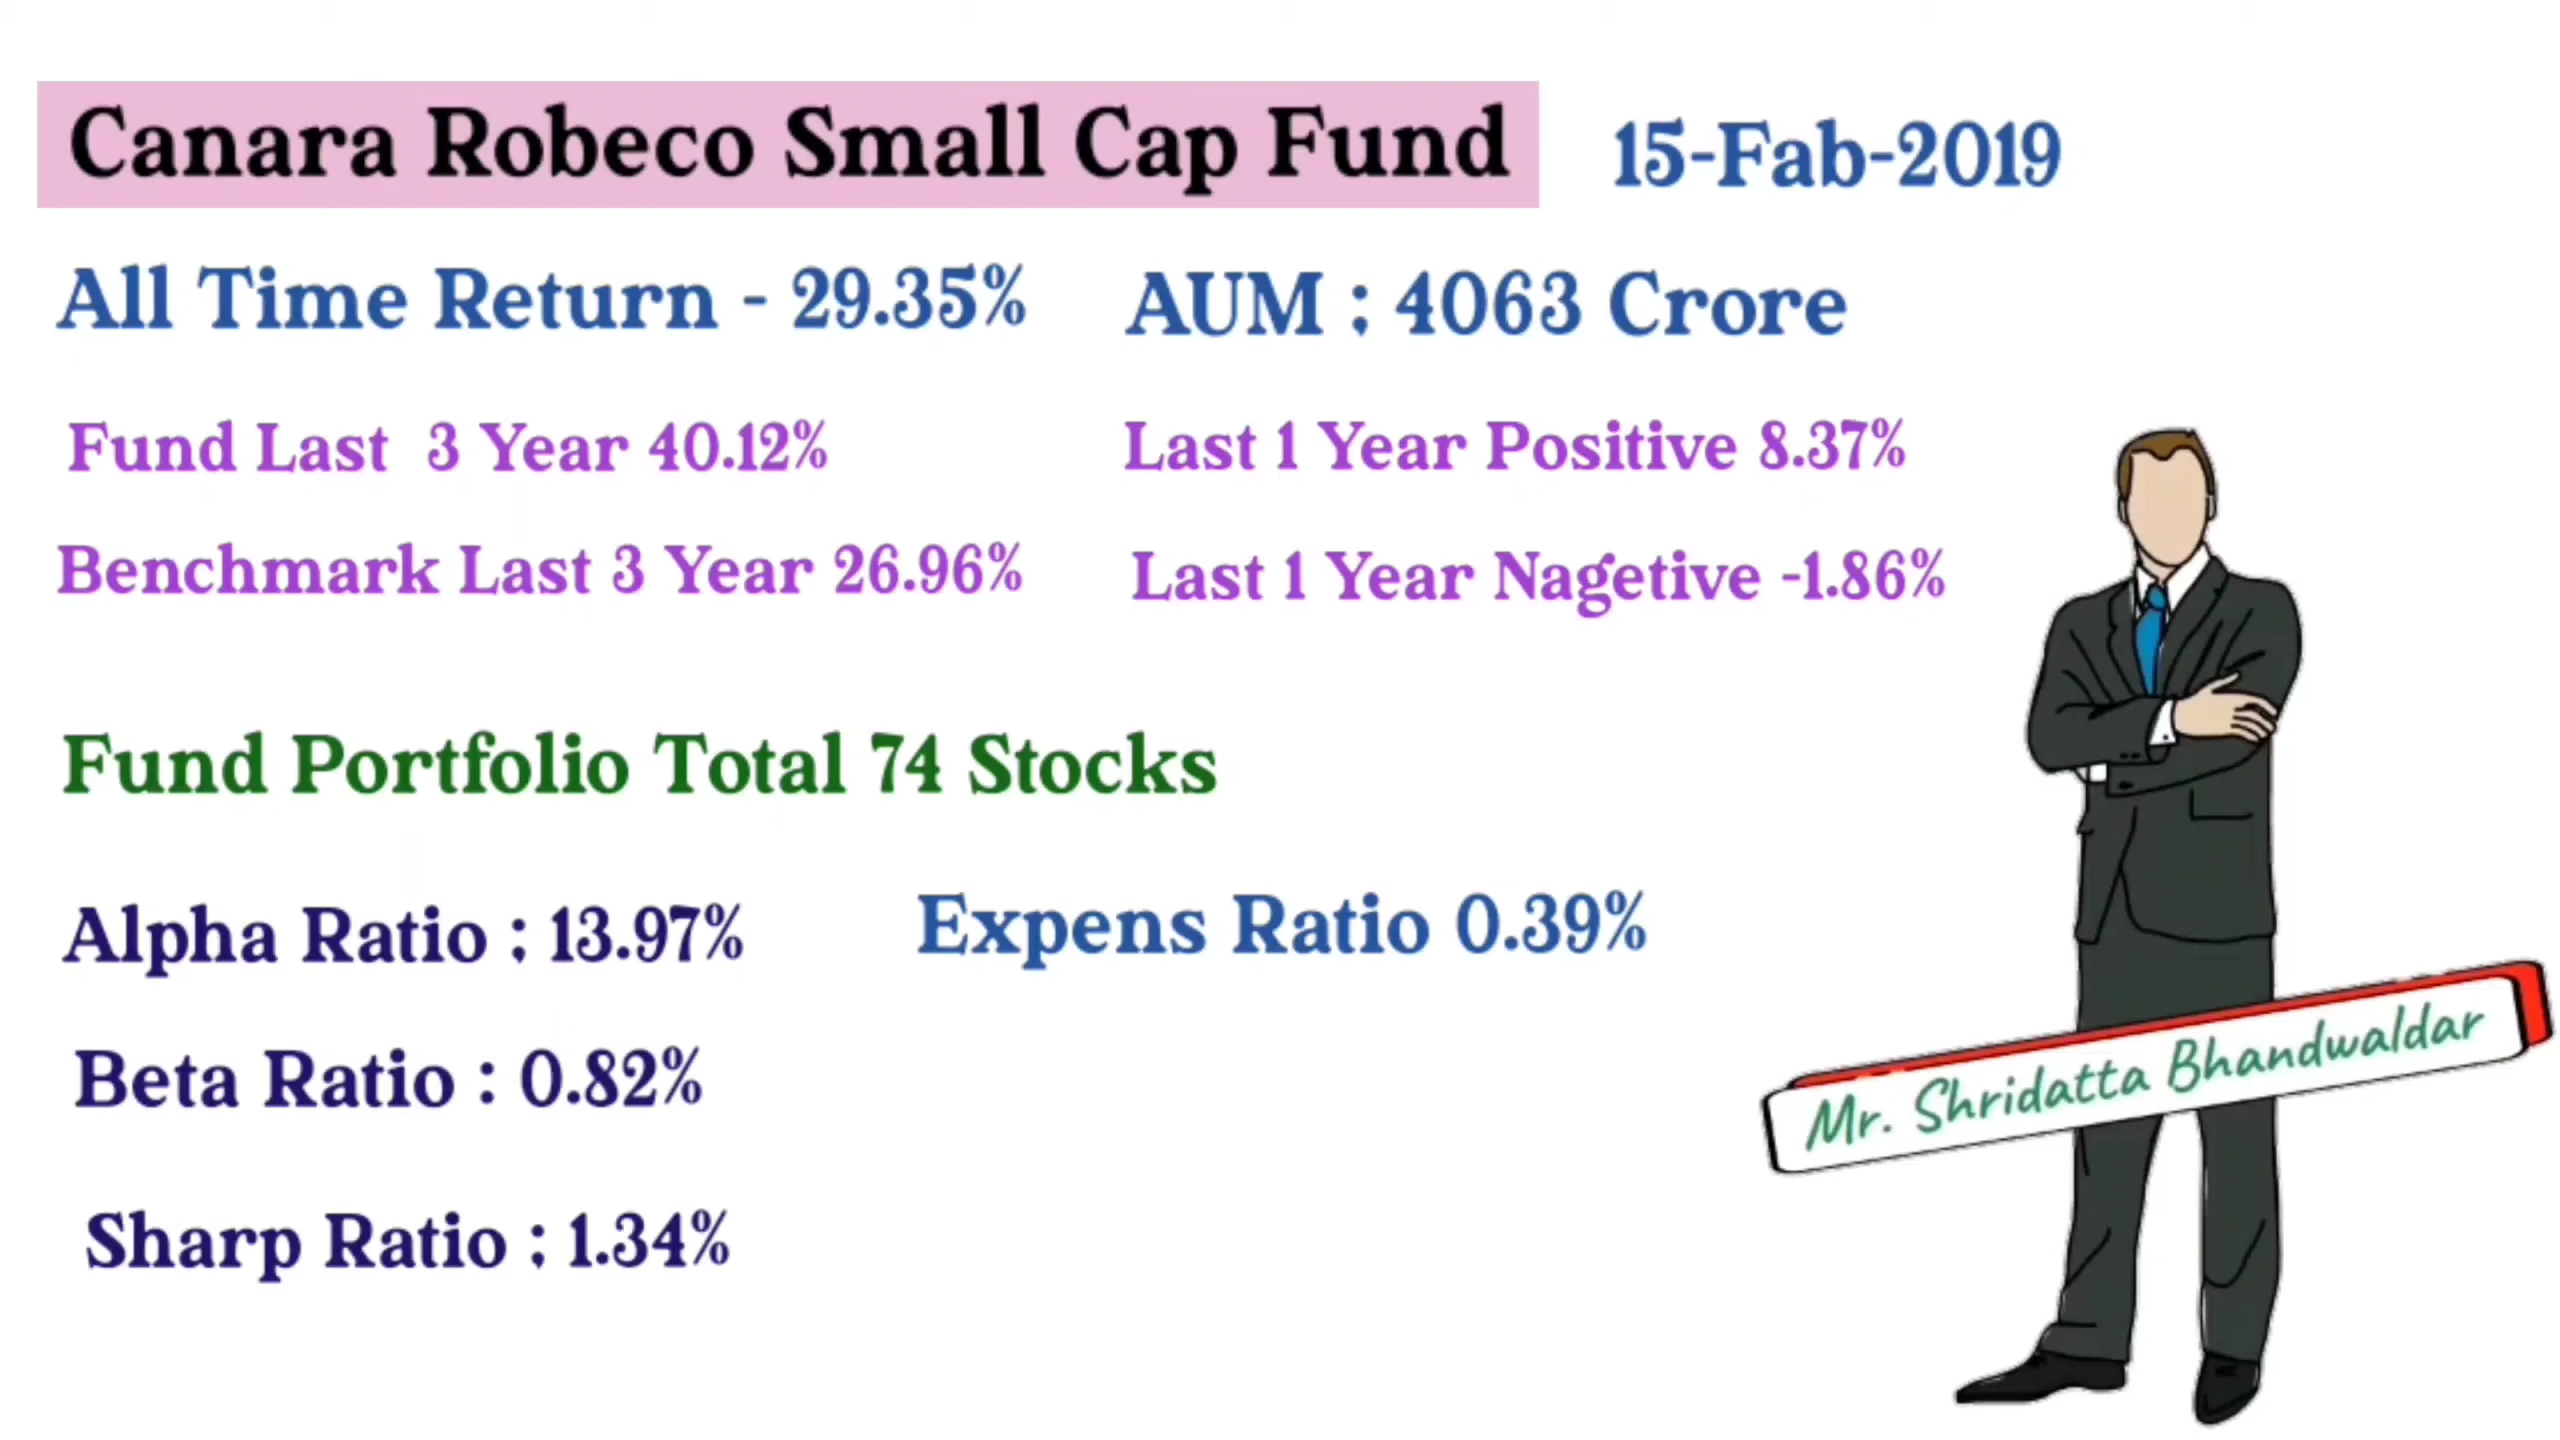 Canara Robeco Small Cap Fund 15-Fab-2019
All Time Return - 29.35% AUM : 4063 Crore
Fund Last 3 Year 40.12% Last 1 Year Positive 8.37%
Benchmark Last 3 Year 26.96% Last 1 Year Nagetive -1.86%
Fund Portfolio Total 74 Stocks
Alpha Ratio : 13.97% Expens Ratio 0.39%
Beta Ratio : 0.82%
Mr. Shridatta Bhandwaldar
Sharp Ratio : 1.34%